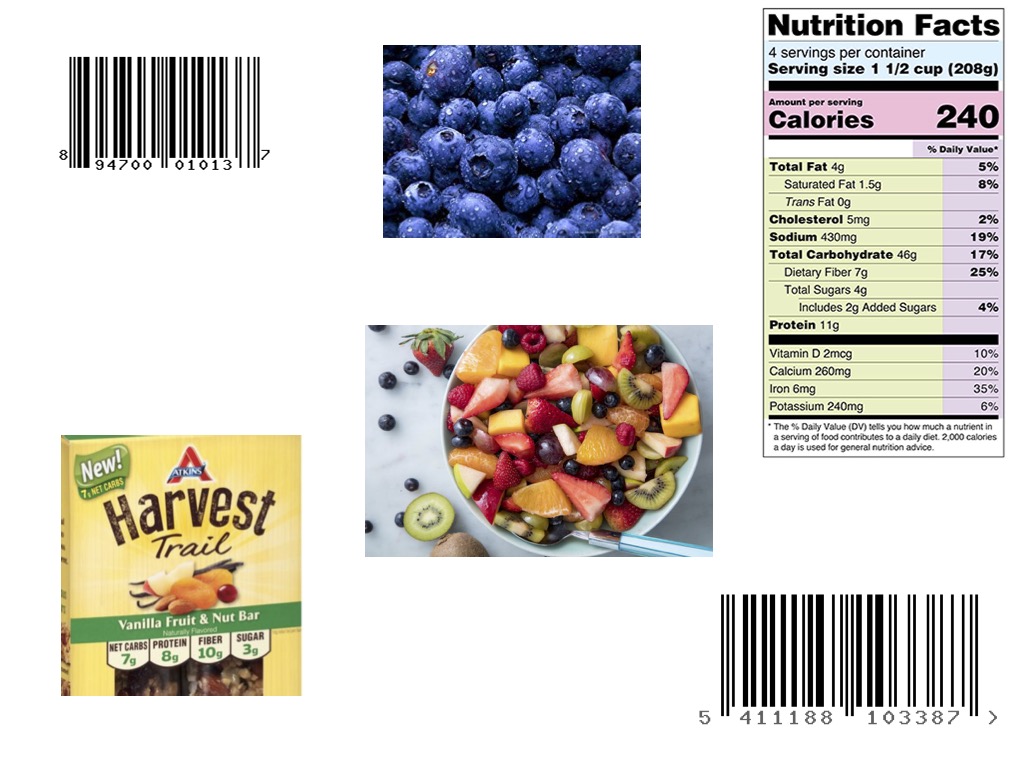 8 94700 01013 7
Nutrition Facts
4 servings per container
Serving size 1 1/2 cup (208g)
Amount per serving
Calories 240
% Daily Value*
Total Fat 4g 5%
Saturated Fat 1.5g 8%
Trans Fat 0g
Cholesterol 5mg 2%
Sodium 430mg 19%
Total Carbohydrate 46g 17%
Dietary Fiber 7g 25%
Total Sugars 4g
Includes 2g Added Sugars 4%
Protein 11g
Vitamin D 2mcg 10%
Calcium 260mg 20%
Iron 6mg 35%
Potassium 240mg 6%
* The % Daily Value (DV) tells you how much a nutrient in
a serving of food contributes to a daily diet. 2,000 calories
a day is used for general nutrition advice.
New!
7g NET CARBS
ATKINS
Harvest
Trail
Vanilla Fruit & Nut Bar
Naturally Flavored
NET CARBS 7g
PROTEIN 8g
FIBER 10g
SUGAR 3g
5 411188 103387 >